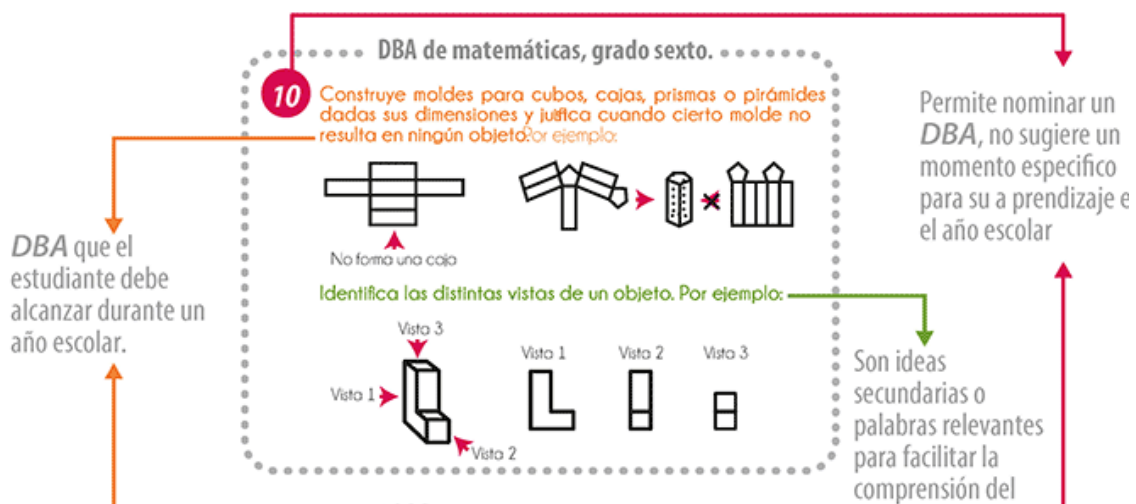 DBA de matemáticas, grado sexto.
10
Construye moldes para cubos, cajas, prismas o pirámides
dadas sus dimensiones y justifica cuando cierto molde no
resulta en ningún objeto. Por ejemplo:
No forma una caja
Identifica las distintas vistas de un objeto. Por ejemplo:
Vista 3
Vista 1
Vista 2
Vista 1
Vista 2
Vista 3
DBA que el
estudiante debe
alcanzar durante un
año escolar.
Permite nominar un
DBA, no sugiere un
momento especifico
para su a prendizaje e
el año escolar
Son ideas
secundarias o
palabras relevantes
para facilitar la
comprensión del